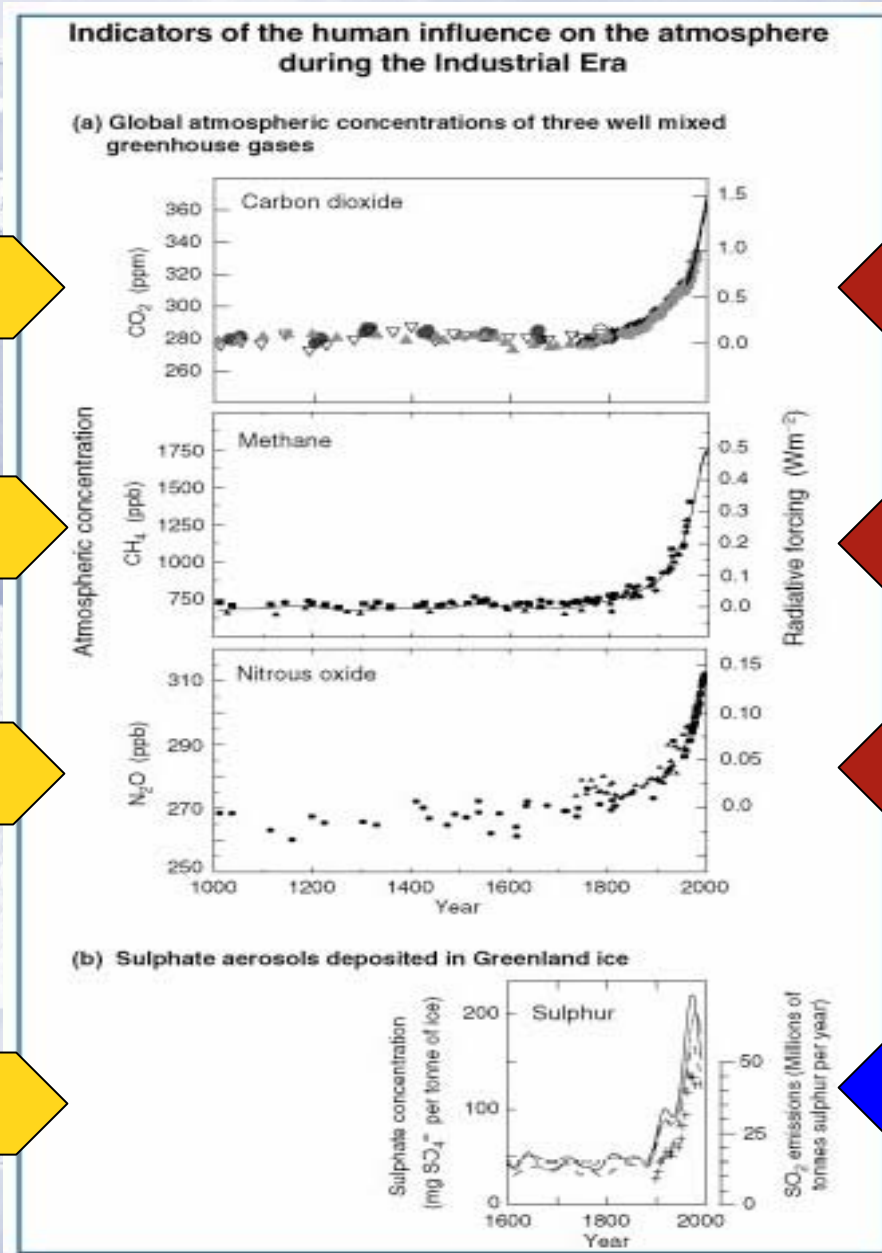 Indicators of the human influence on the atmosphere
during the Industrial Era
(a) Global atmospheric concentrations of three well mixed
greenhouse gases
Carbon dioxide
360
340
320
300
280
260
CO₂ (ppm)
1.5
1.0
0.5
0.0
Atmospheric concentration
Methane
1750
1500
1250
1000
750
CH₄ (ppb)
0.5
0.4
0.3
0.2
0.1
0.0
Radiative forcing (Wm⁻²)
Nitrous oxide
310
290
270
250
N₂O (ppb)
0.15
0.10
0.05
0.0
1000 1200 1400 1600 1800 2000
Year
(b) Sulphate aerosols deposited in Greenland ice
Sulphur
200
100
0
Sulphate concentration
(mg SO₄²⁻ per tonne of ice)
50
25
0
SO₂ emissions (Millions of
tonnes sulphur per year)
1600 1800 2000
Year